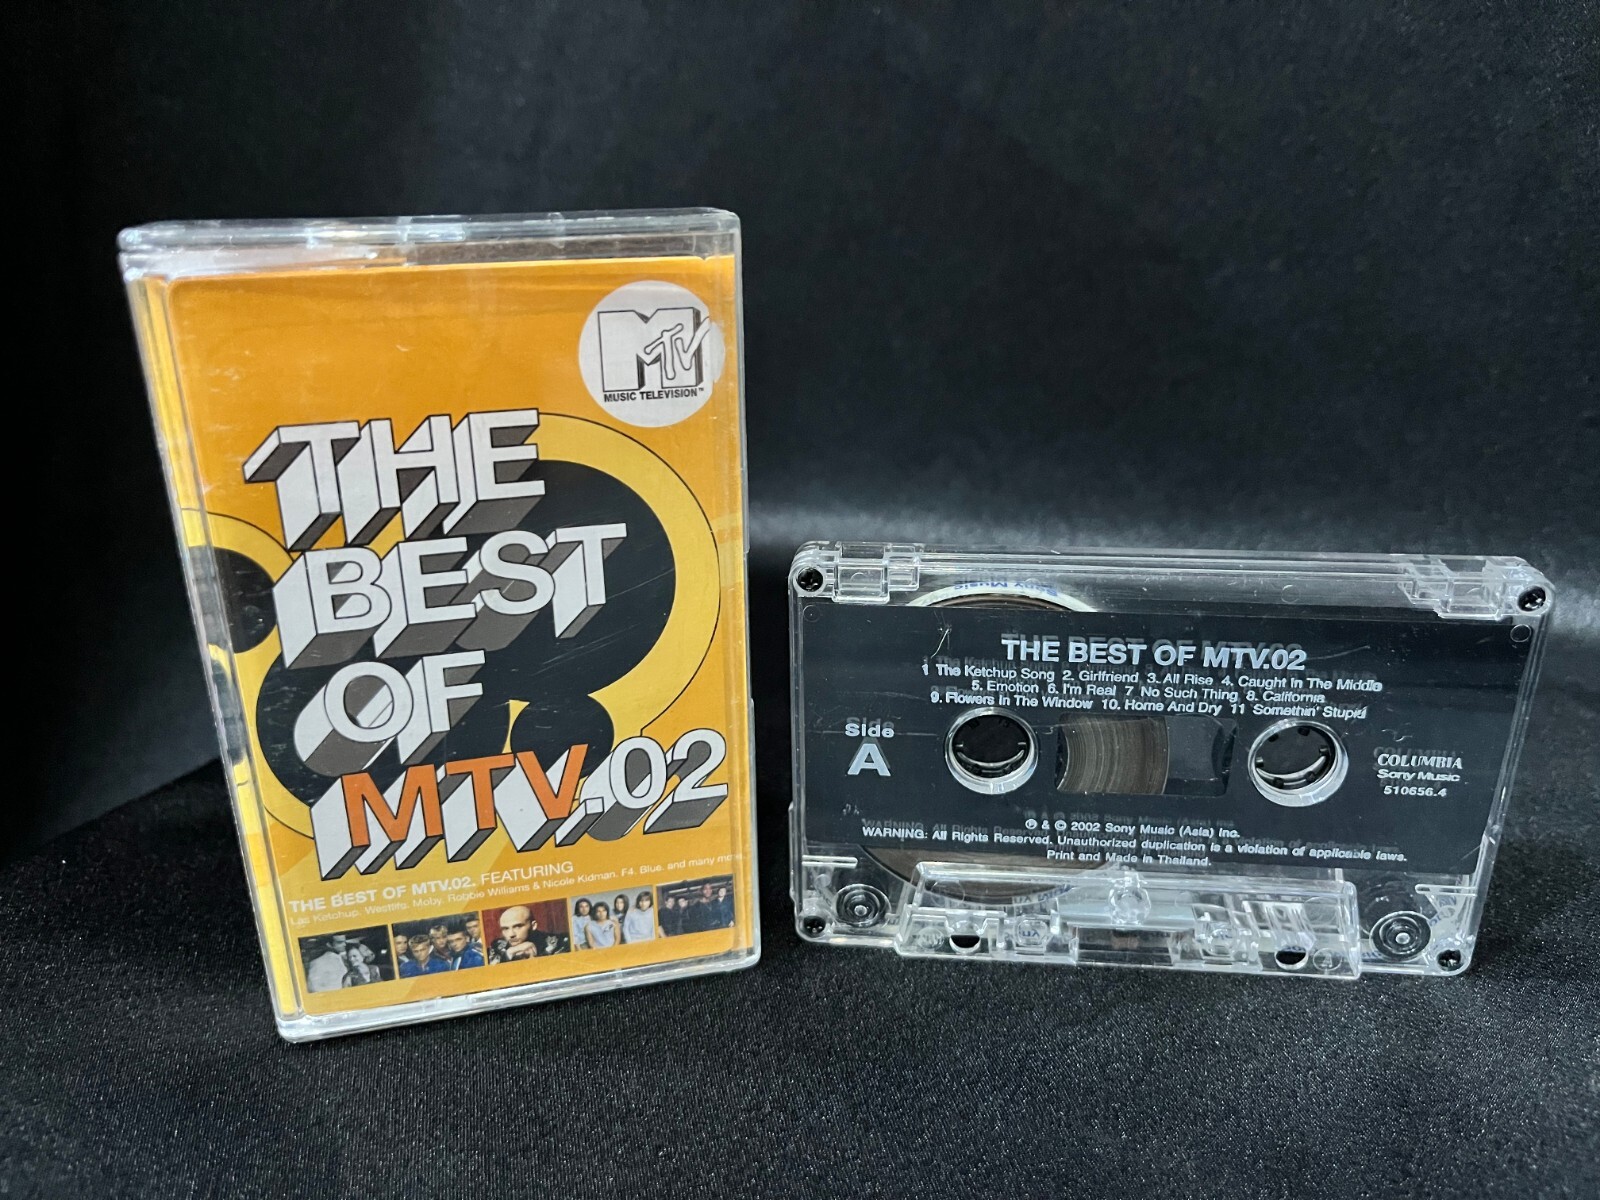 MTV
MUSIC TELEVISION™
THE
BEST
OF
MTV.02
THE BEST OF MTV.02. FEATURING
Las Ketchup. Westlife. Moby. Robbie Williams & Nicole Kidman. F4. Blue. and many more
THE BEST OF MTV.02
1 The Ketchup Song 2. Girlfriend 3. All Rise 4. Caught In The Middle
5. Emotion 6. I'm Real 7 No Such Thing 8. California
9. Flowers In The Window 10. Home And Dry 11 Somethin' Stupid
Side
A
COLUMBIA
Sony Music
510656.4
℗ & © 2002 Sony Music (Asia) Inc.
WARNING: All Rights Reserved. Unauthorized duplication is a violation of applicable laws.
Print and Made in Thailand.